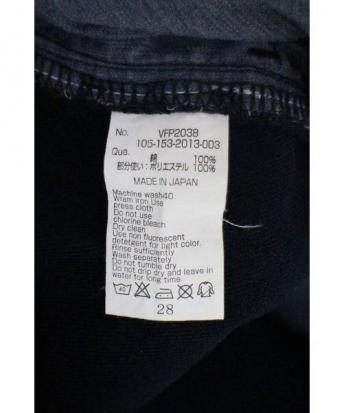 No. VFP2038
105-153-2013-003
Qua. 綿 100%
部分使い:ポリエステル 100%
MADE IN JAPAN
Machine wash40.
Wram iron Use
press cloth
Do not use
chlorine bleach
Dry clean
Use non fluorescent
detergent for light color.
Rinse sufficiently
Wash separately
Do not tumble dry
Do not drip dry and leave in
water for long time.
40
28